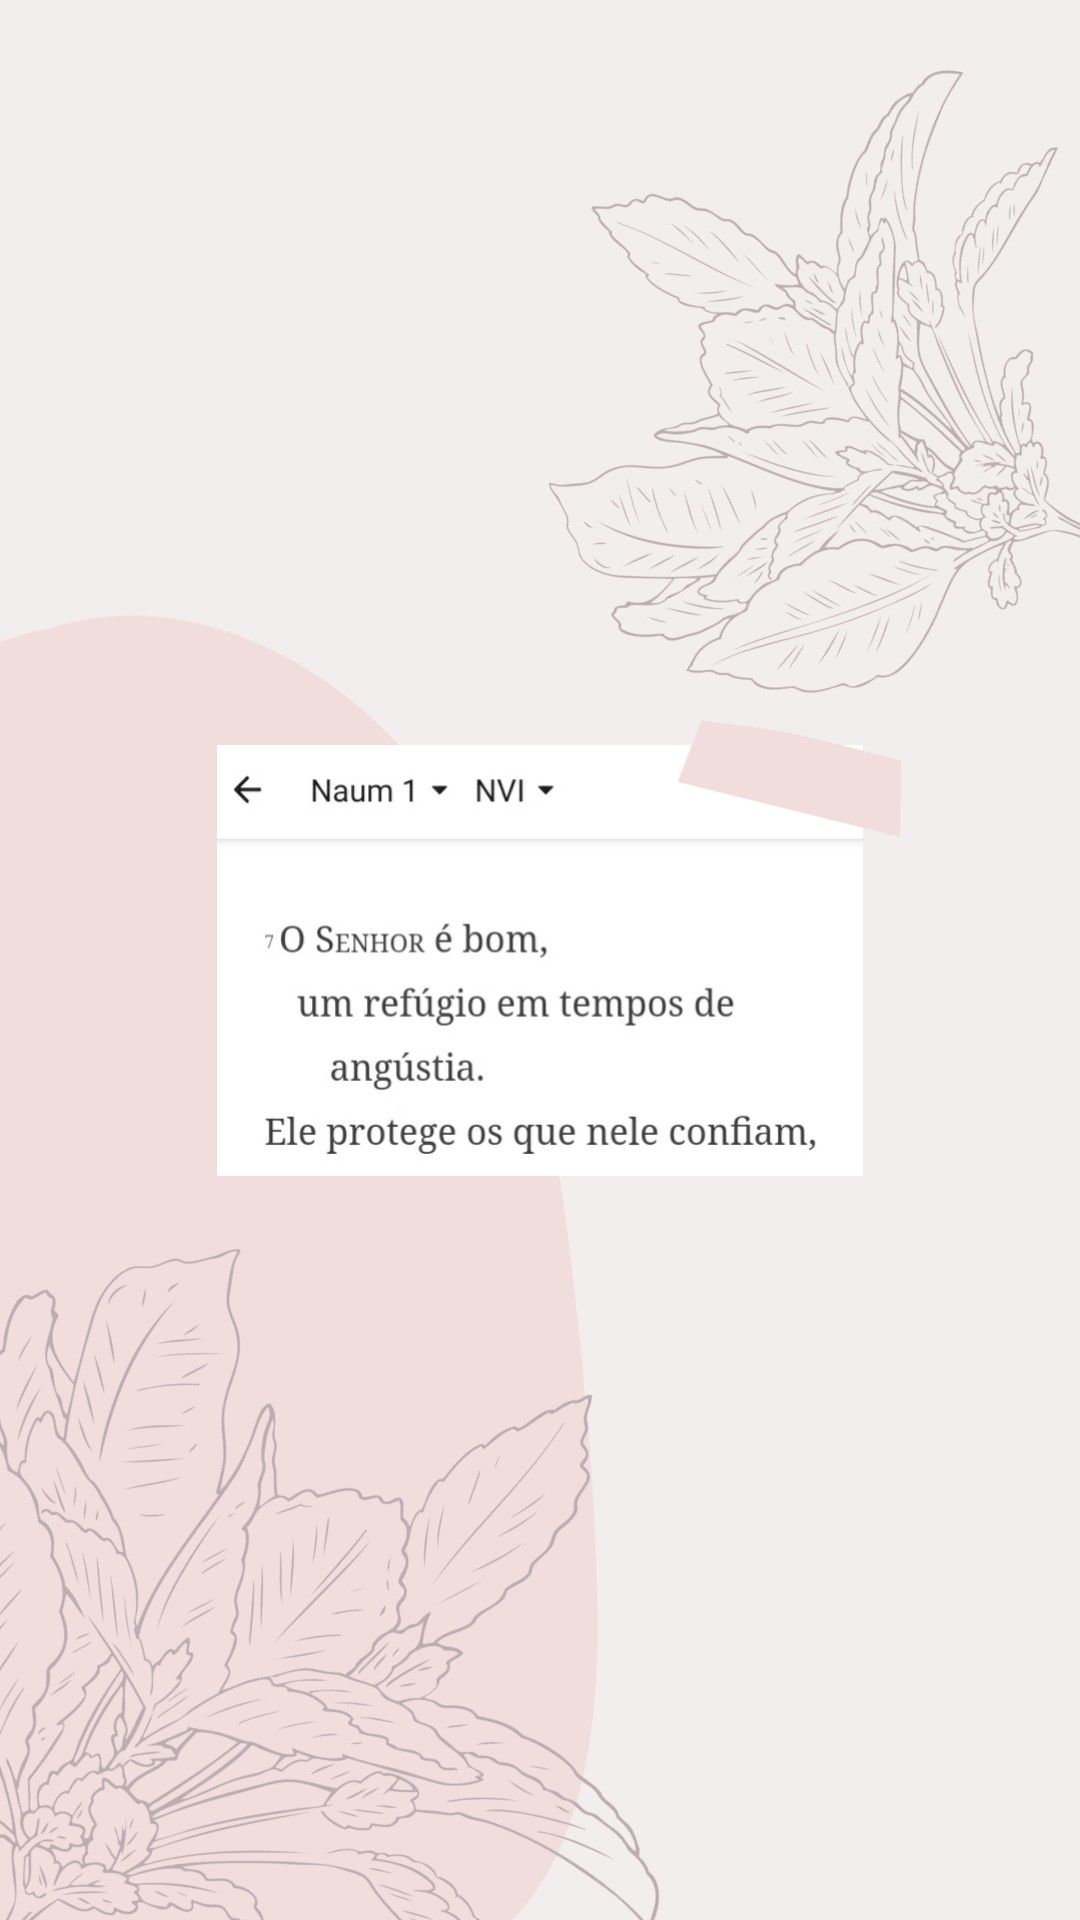 Naum 1 NVI
7 O SENHOR é bom,
um refúgio em tempos de
angústia.
Ele protege os que nele confiam,